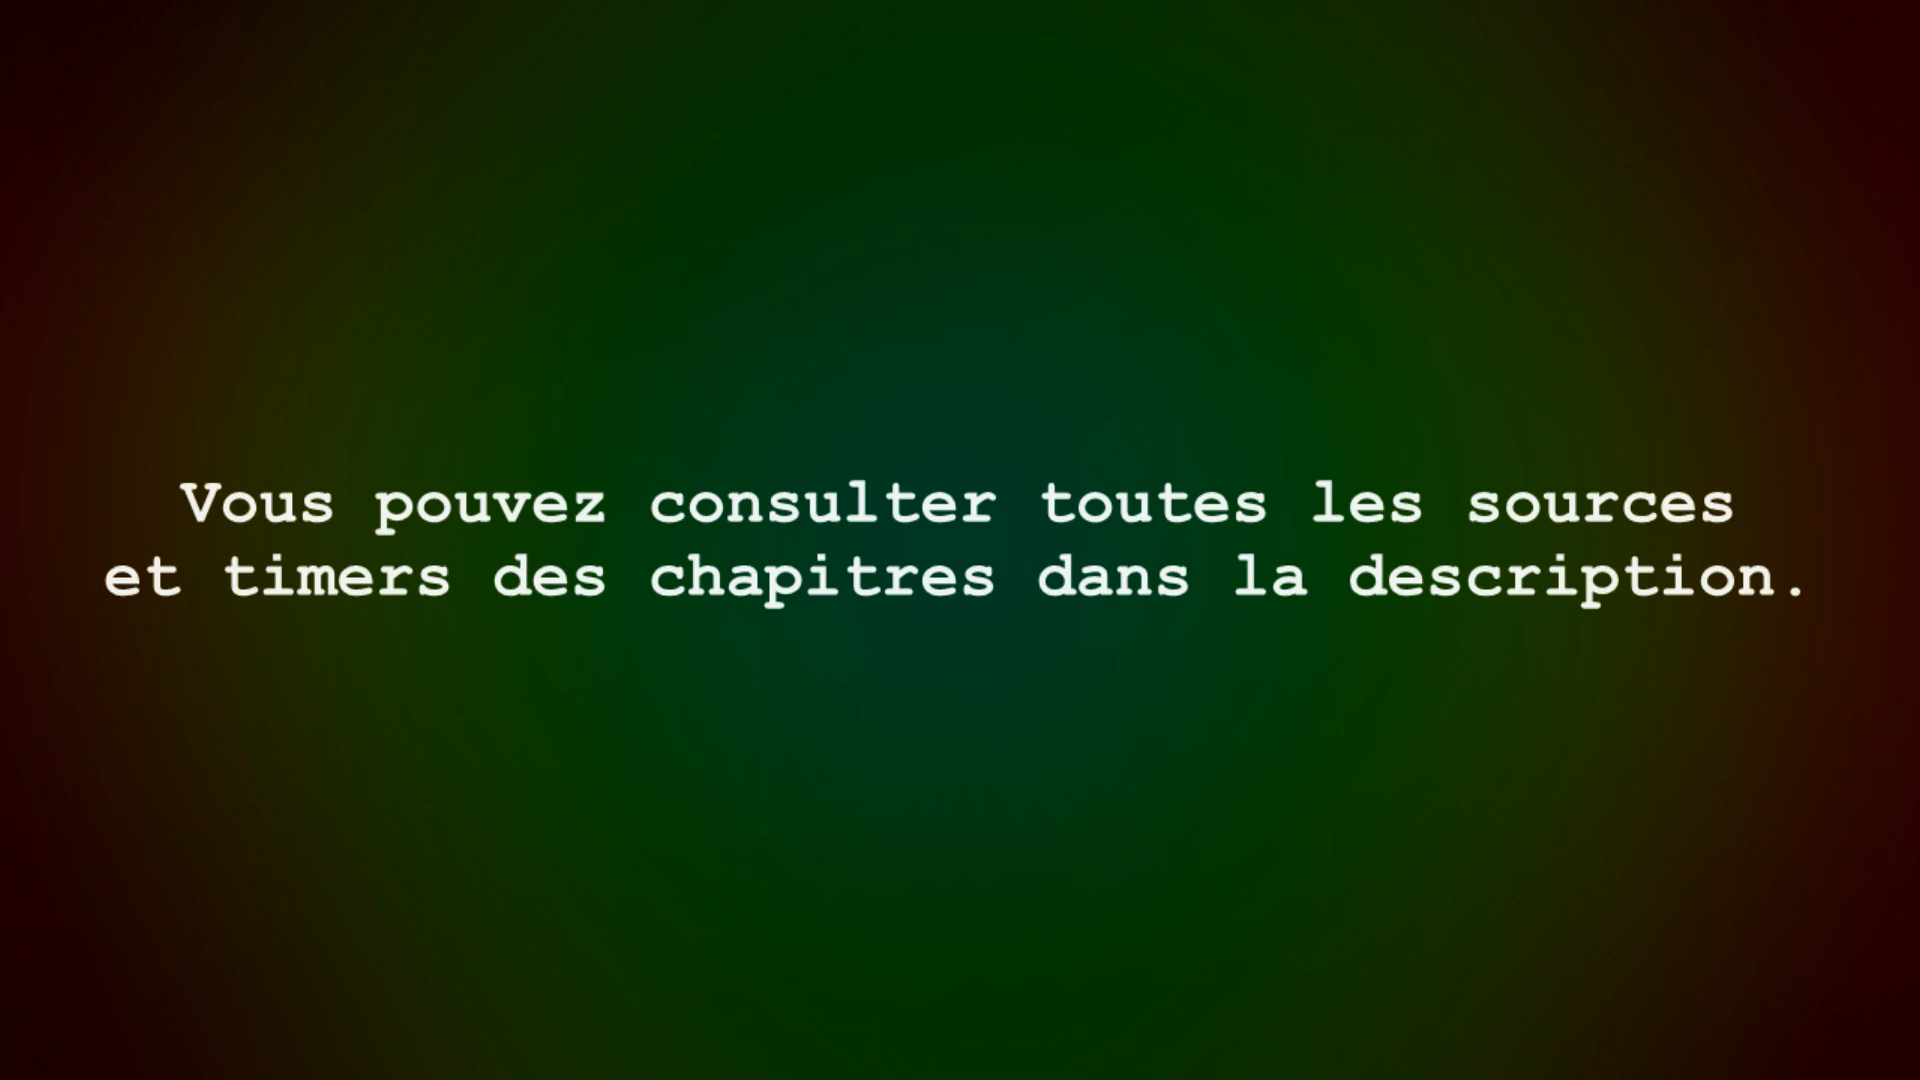 Vous pouvez consulter toutes les sources
et timers des chapitres dans la description.